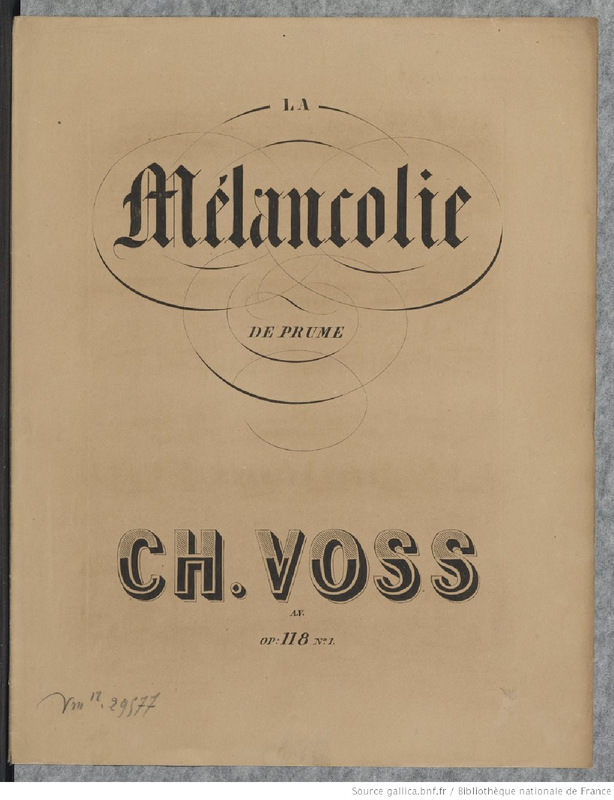 LA
Mélancolie
DE PRUME
CH. VOSS
A.V.
OP: 118 Nº 1.
Vm 12. 29577
Source gallica.bnf.fr / Bibliothèque nationale de France